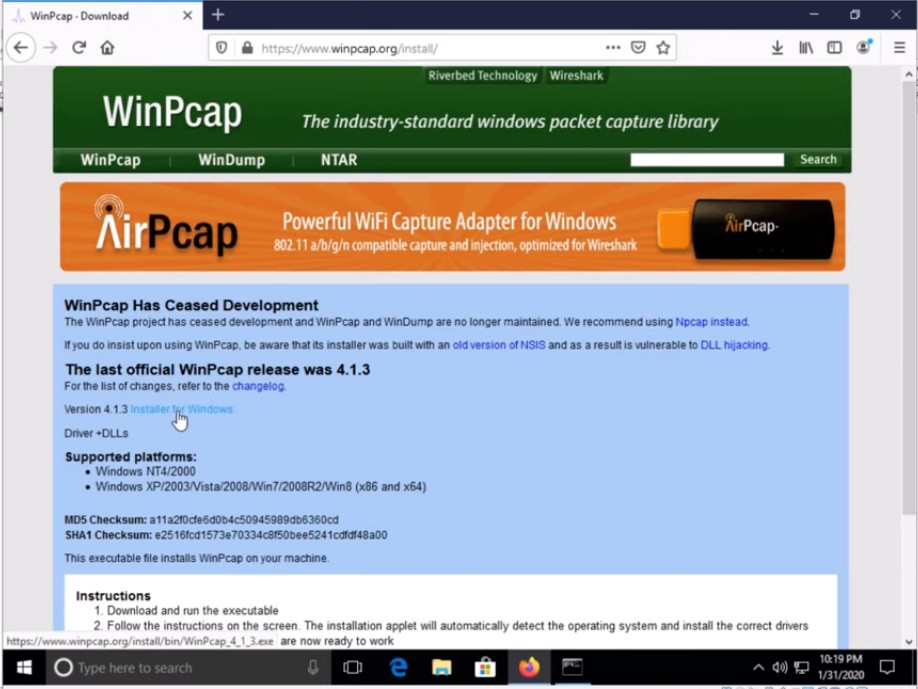 WinPcap - Download
https://www.winpcap.org/install/
Riverbed Technology Wireshark
WinPcap
The industry-standard windows packet capture library
WinPcap | WinDump | NTAR
Search
AirPcap
Powerful WiFi Capture Adapter for Windows
802.11 a/b/g/n compatible capture and injection, optimized for Wireshark
AirPcap
WinPcap Has Ceased Development
The WinPcap project has ceased development and WinPcap and WinDump are no longer maintained. We recommend using Npcap instead.
If you do insist upon using WinPcap, be aware that its installer was built with an old version of NSIS and as a result is vulnerable to DLL hijacking.
The last official WinPcap release was 4.1.3
For the list of changes, refer to the changelog.
Version 4.1.3 Installer for Windows
Driver +DLLs
Supported platforms:
• Windows NT4/2000
• Windows XP/2003/Vista/2008/Win7/2008R2/Win8 (x86 and x64)
MD5 Checksum: a11a2f0cfe6d0b4c50945989db6360cd
SHA1 Checksum: e2516fcd1573e70334c8f50bee5241cdfdf48a00
This executable file installs WinPcap on your machine.
Instructions
1. Download and run the executable
2. Follow the instructions on the screen. The installation applet will automatically detect the operating system and install the correct drivers
https://www.winpcap.org/install/bin/WinPcap_4_1_3.exe are now ready to work
Type here to search
10:19 PM
1/31/2020